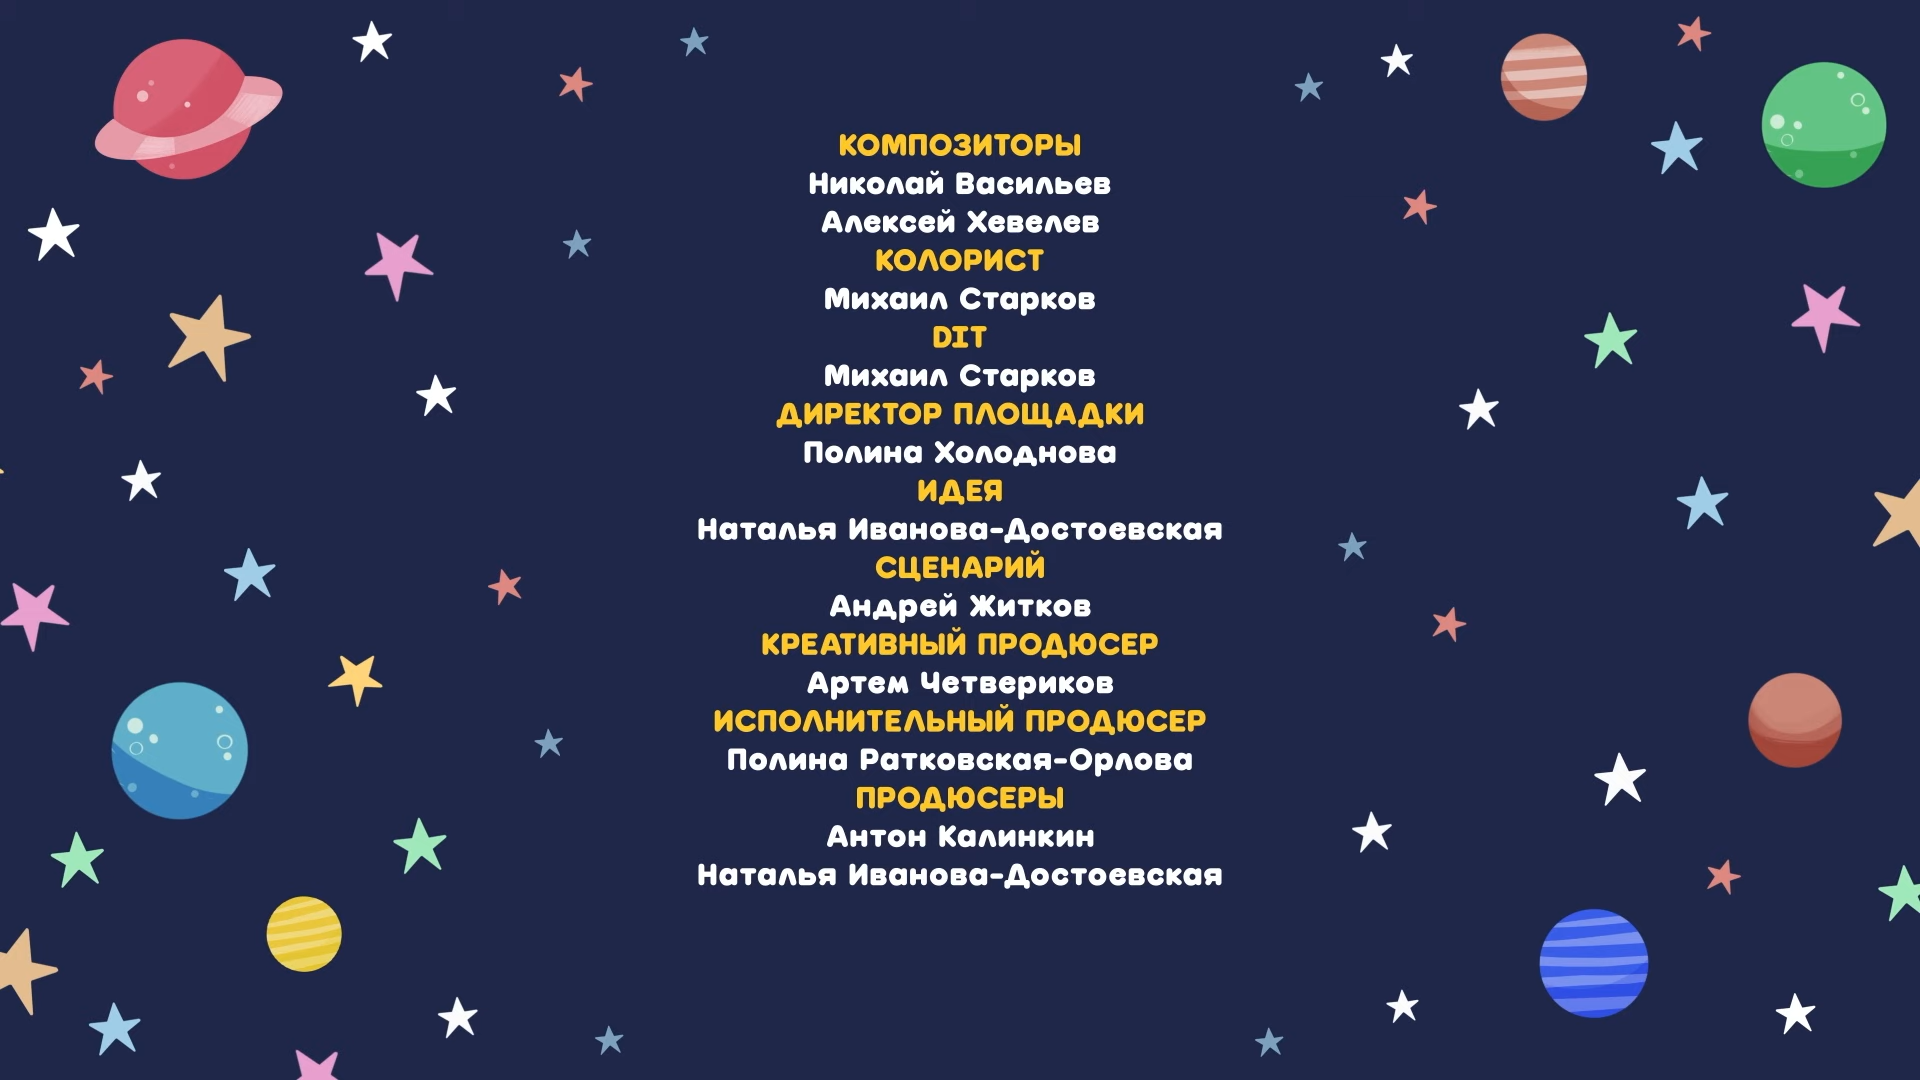 КОМПОЗИТОРЫ
Николай Васильев
Алексей Хевелев
КОЛОРИСТ
Михаил Старков
DIT
Михаил Старков
ДИРЕКТОР ПЛОЩАДКИ
Полина Холоднова
ИДЕЯ
Наталья Иванова-Достоевская
СЦЕНАРИЙ
Андрей Житков
КРЕАТИВНЫЙ ПРОДЮСЕР
Артем Четвериков
ИСПОЛНИТЕЛЬНЫЙ ПРОДЮСЕР
Полина Ратковская-Орлова
ПРОДЮСЕРЫ
Антон Калинкин
Наталья Иванова-Достоевская